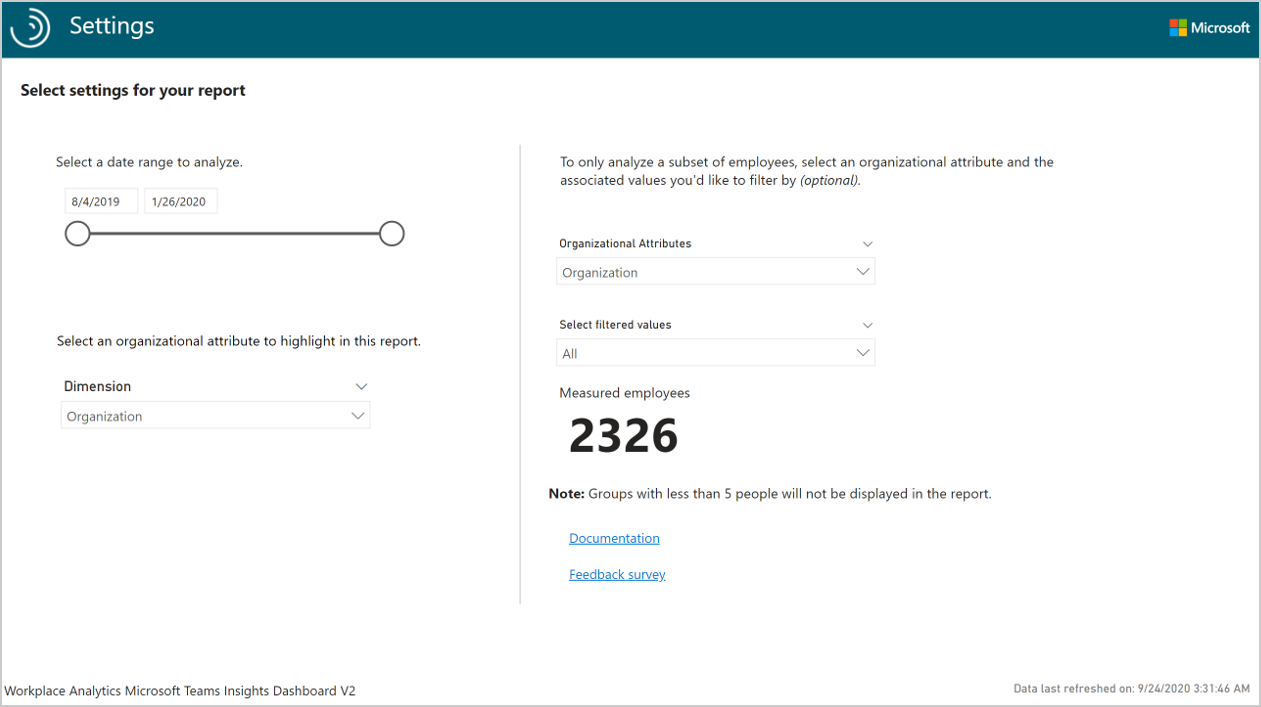 Settings
Microsoft
Select settings for your report
Select a date range to analyze.
8/4/2019
1/26/2020
Select an organizational attribute to highlight in this report.
Dimension
Organization
To only analyze a subset of employees, select an organizational attribute and the
associated values you'd like to filter by (optional).
Organizational Attributes
Organization
Select filtered values
All
Measured employees
2326
Note: Groups with less than 5 people will not be displayed in the report.
Documentation
Feedback survey
Workplace Analytics Microsoft Teams Insights Dashboard V2
Data last refreshed on: 9/24/2020 3:31:46 AM